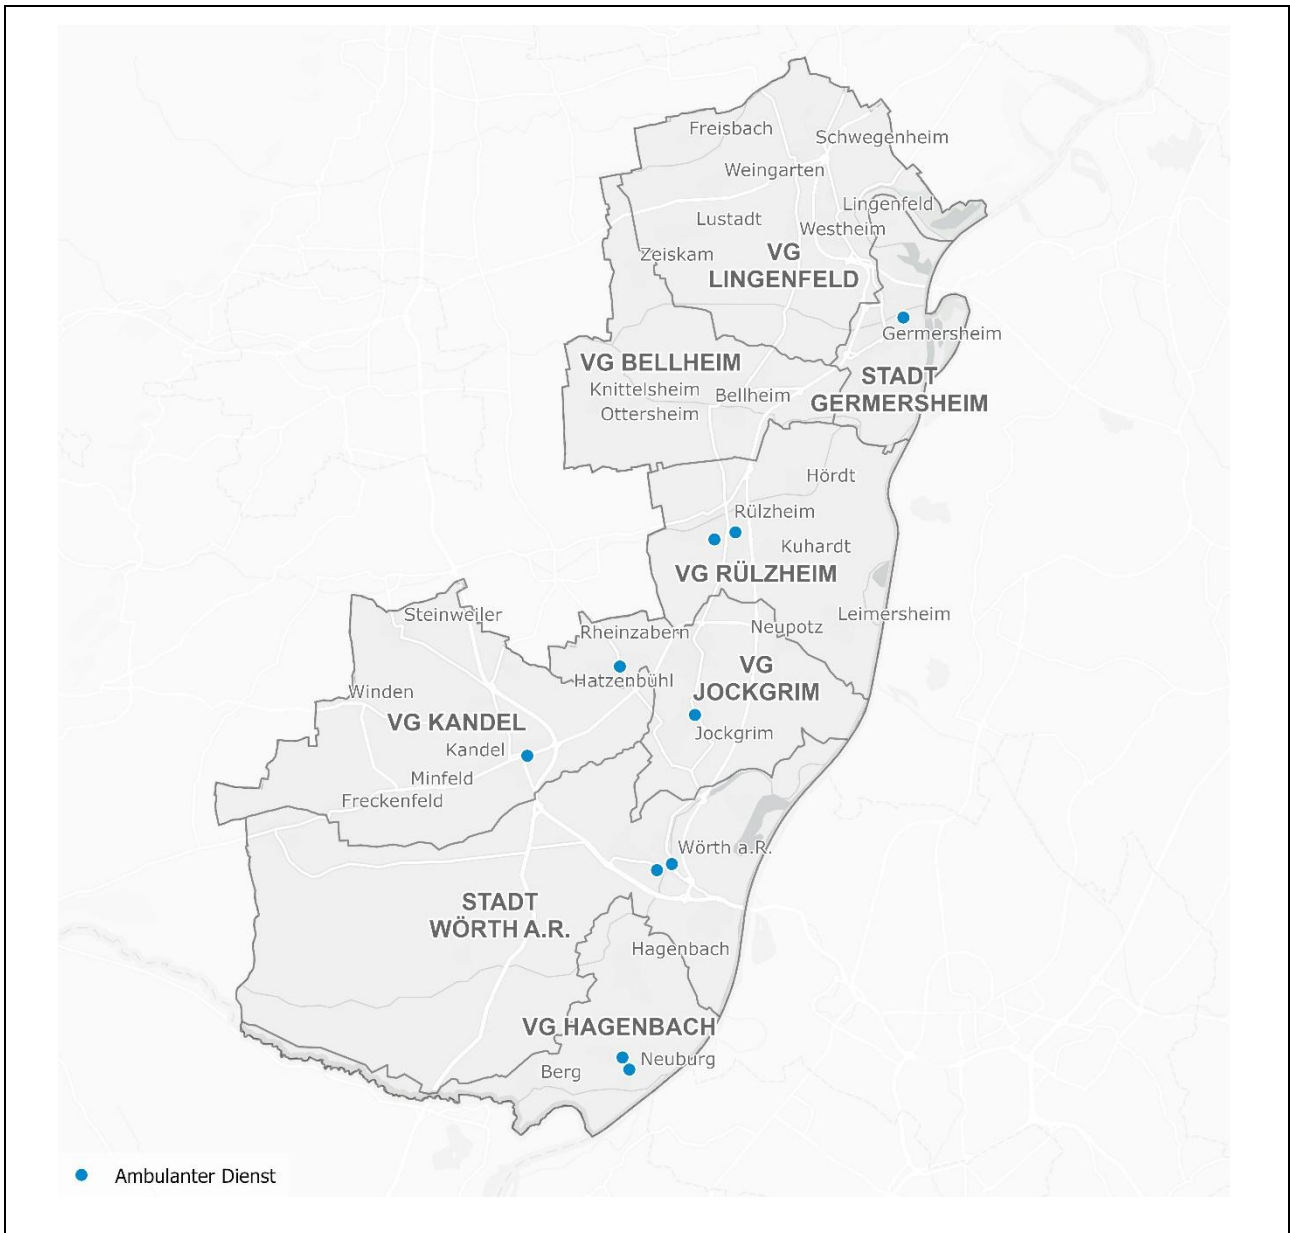 Freisbach
Schwegenheim
Weingarten
Lingenfeld
Lustadt
Westheim
Zeiskam
VG
LINGENFELD
Germersheim
VG BELLHEIM
STADT
GERMERSHEIM
Knittelsheim
Bellheim
Ottersheim
Hördt
Rülzheim
Kuhardt
VG RÜLZHEIM
Steinweiler
Leimersheim
Rheinzabern
Neupotz
VG
JOCKGRIM
Hatzenbühl
Winden
VG KANDEL
Jockgrim
Kandel
Minfeld
Freckenfeld
Wörth a.R.
STADT
WÖRTH A.R.
Hagenbach
VG HAGENBACH
Neuburg
Berg
Ambulanter Dienst